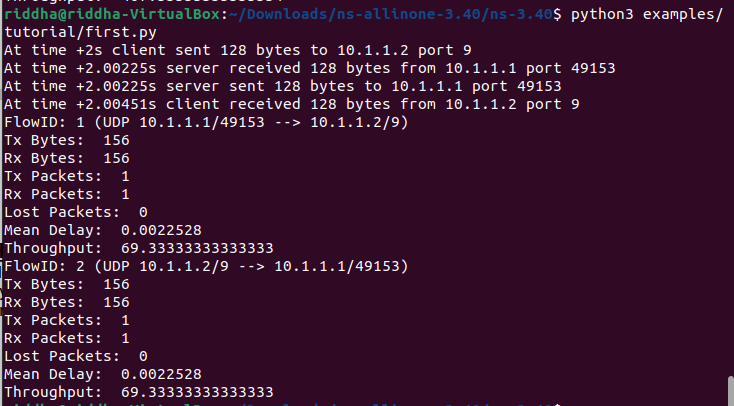 riddha@riddha-VirtualBox:~/Downloads/ns-allinone-3.40/ns-3.40$ python3 examples/
tutorial/first.py
At time +2s client sent 128 bytes to 10.1.1.2 port 9
At time +2.00225s server received 128 bytes from 10.1.1.1 port 49153
At time +2.00225s server sent 128 bytes to 10.1.1.1 port 49153
At time +2.00451s client received 128 bytes from 10.1.1.2 port 9
FlowID: 1 (UDP 10.1.1.1/49153 --> 10.1.1.2/9)
Tx Bytes:  156
Rx Bytes:  156
Tx Packets:  1
Rx Packets:  1
Lost Packets:  0
Mean Delay:  0.0022528
Throughput:  69.33333333333333
FlowID: 2 (UDP 10.1.1.2/9 --> 10.1.1.1/49153)
Tx Bytes:  156
Rx Bytes:  156
Tx Packets:  1
Rx Packets:  1
Lost Packets:  0
Mean Delay:  0.0022528
Throughput:  69.33333333333333